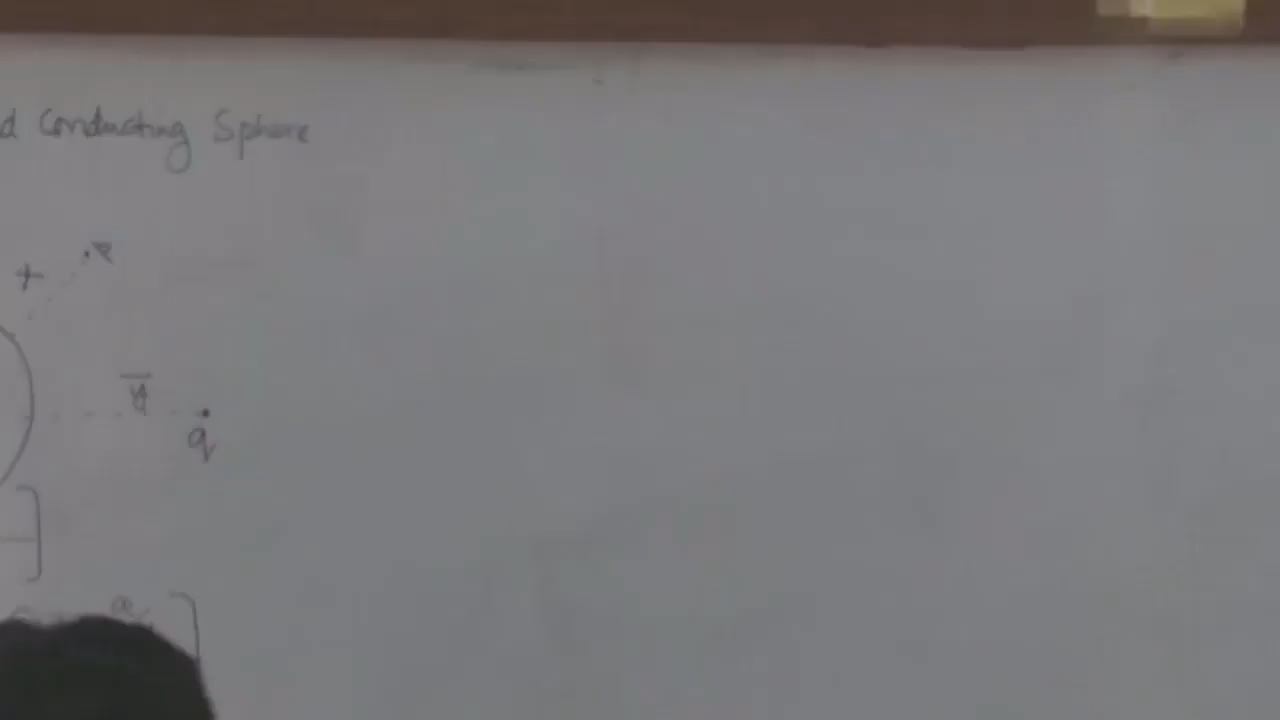 d Conducting Sphere
+
y
q
]
a
]